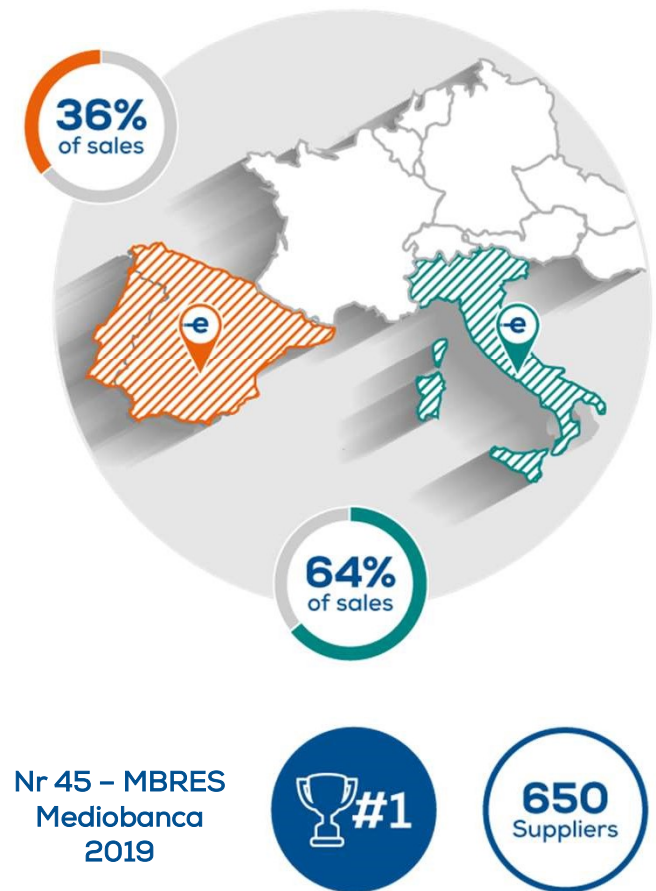 36%
of sales
-e
-e
64%
of sales
Nr 45 – MBRES
Mediobanca
2019
#1
650
Suppliers